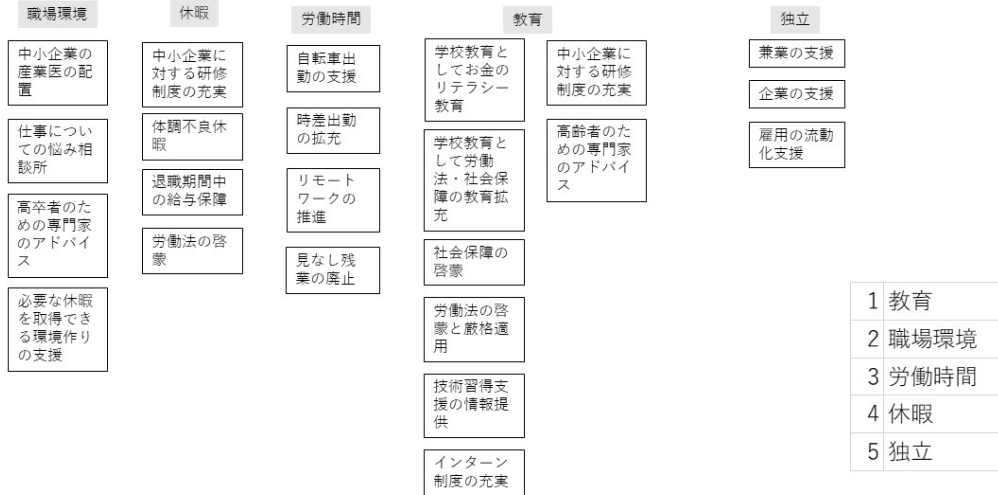 職場環境
中小企業の
産業医の配
置
仕事につい
ての悩み相
談所
高卒者のた
めの専門家
のアドバイ
ス
必要な休暇
を取得でき
る環境作り
の支援
休暇
中小企業に
対する研修
制度の充実
体調不良休
暇
退職期間中
の給与保障
労働法の啓
蒙
労働時間
自転車出
勤の支援
時差出勤
の拡充
リモート
ワークの
推進
見なし残
業の廃止
教育
学校教育と
してお金の
リテラシー
教育
学校教育と
して労働
法・社会保
障の教育拡
充
社会保障の
啓蒙
労働法の啓
蒙と厳格適
用
技術習得支
援の情報提
供
インターン
制度の充実
中小企業に
対する研修
制度の充実
高齢者のた
めの専門家
のアドバイ
ス
独立
兼業の支援
企業の支援
雇用の流動
化支援
1 教育
2 職場環境
3 労働時間
4 休暇
5 独立